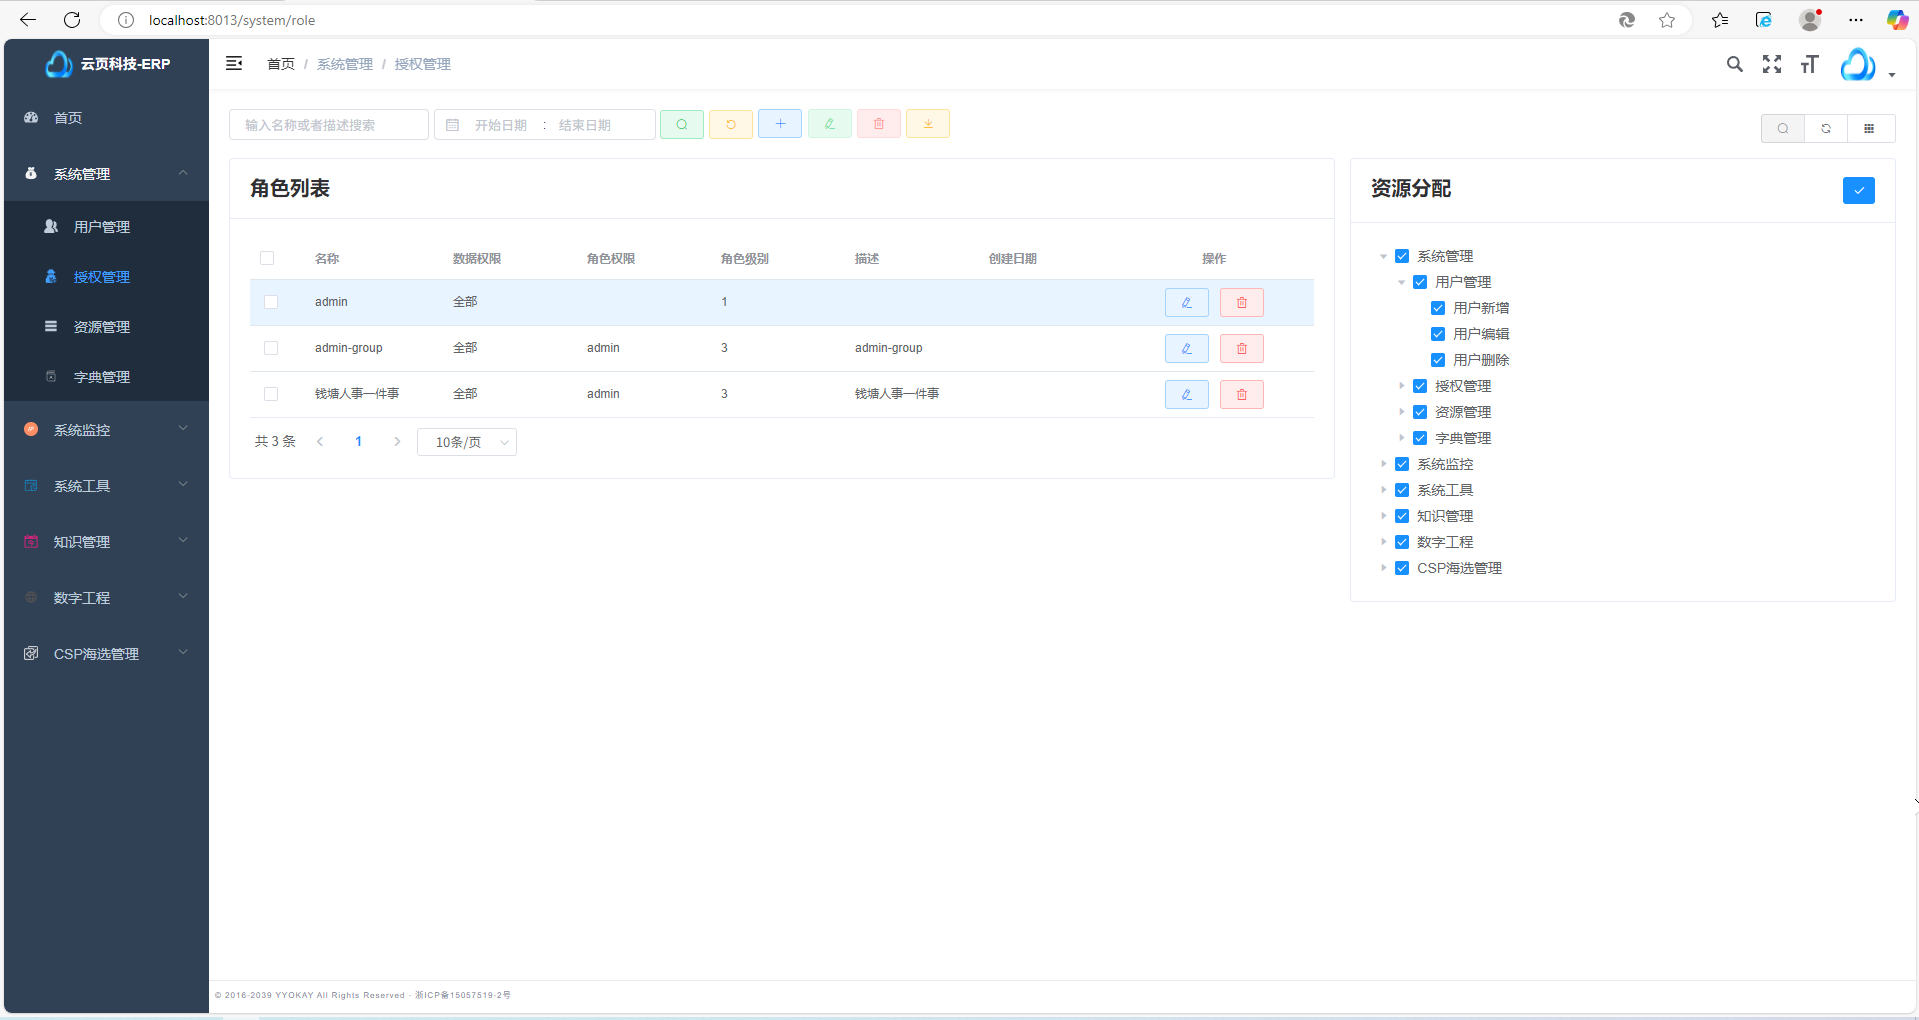 localhost:8013/system/role
云页科技-ERP
首页 / 系统管理 / 授权管理
首页
系统管理
用户管理
授权管理
资源管理
字典管理
系统监控
系统工具
知识管理
数字工程
CSP海选管理
输入名称或者描述搜索
开始日期 : 结束日期
角色列表
名称 数据权限 角色权限 角色级别 描述 创建日期 操作
admin 全部 1
admin-group 全部 admin 3 admin-group
钱塘人事一件事 全部 admin 3 钱塘人事一件事
共 3 条 1 10条/页
资源分配
系统管理
用户管理
用户新增
用户编辑
用户删除
授权管理
资源管理
字典管理
系统监控
系统工具
知识管理
数字工程
CSP海选管理
© 2016-2039 YYOKAY All Rights Reserved · 浙ICP备15057519-2号